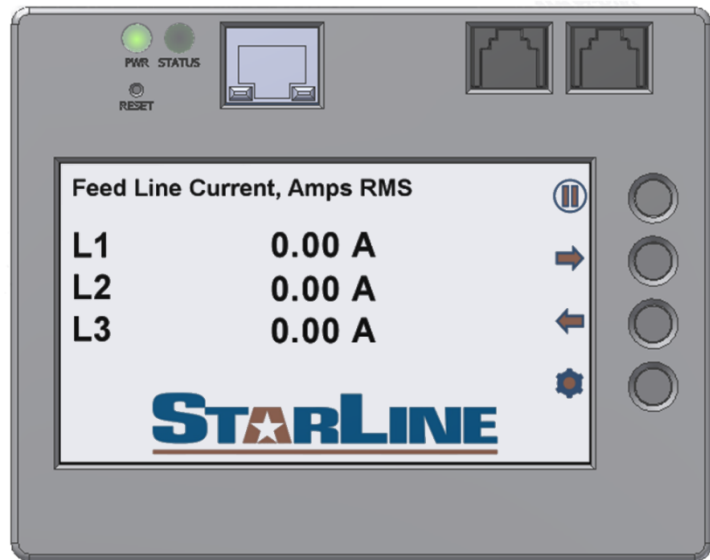 PWR STATUS
RESET
Feed Line Current, Amps RMS
L1 0.00 A
L2 0.00 A
L3 0.00 A
STARLINE